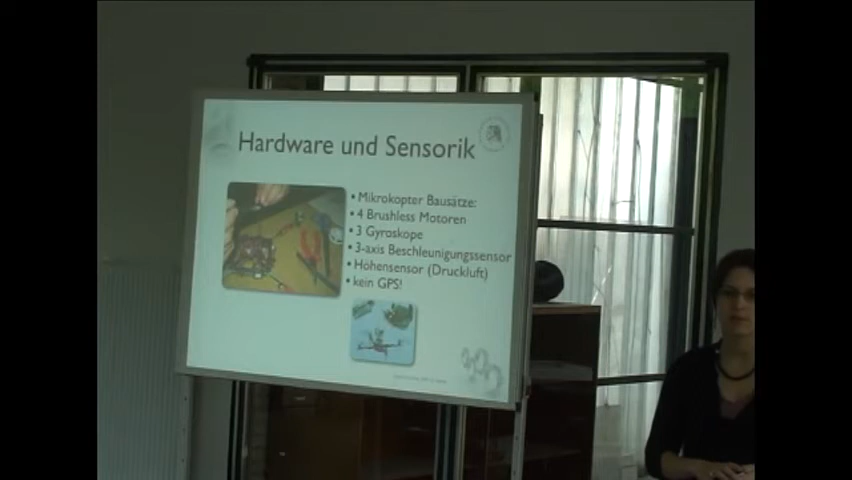 Hardware und Sensorik
• Mikrokopter Bausätze:
• 4 Brushless Motoren
• 3 Gyroskope
• 3-axis Beschleunigungssensor
• Höhensensor (Druckluft)
• kein GPS!